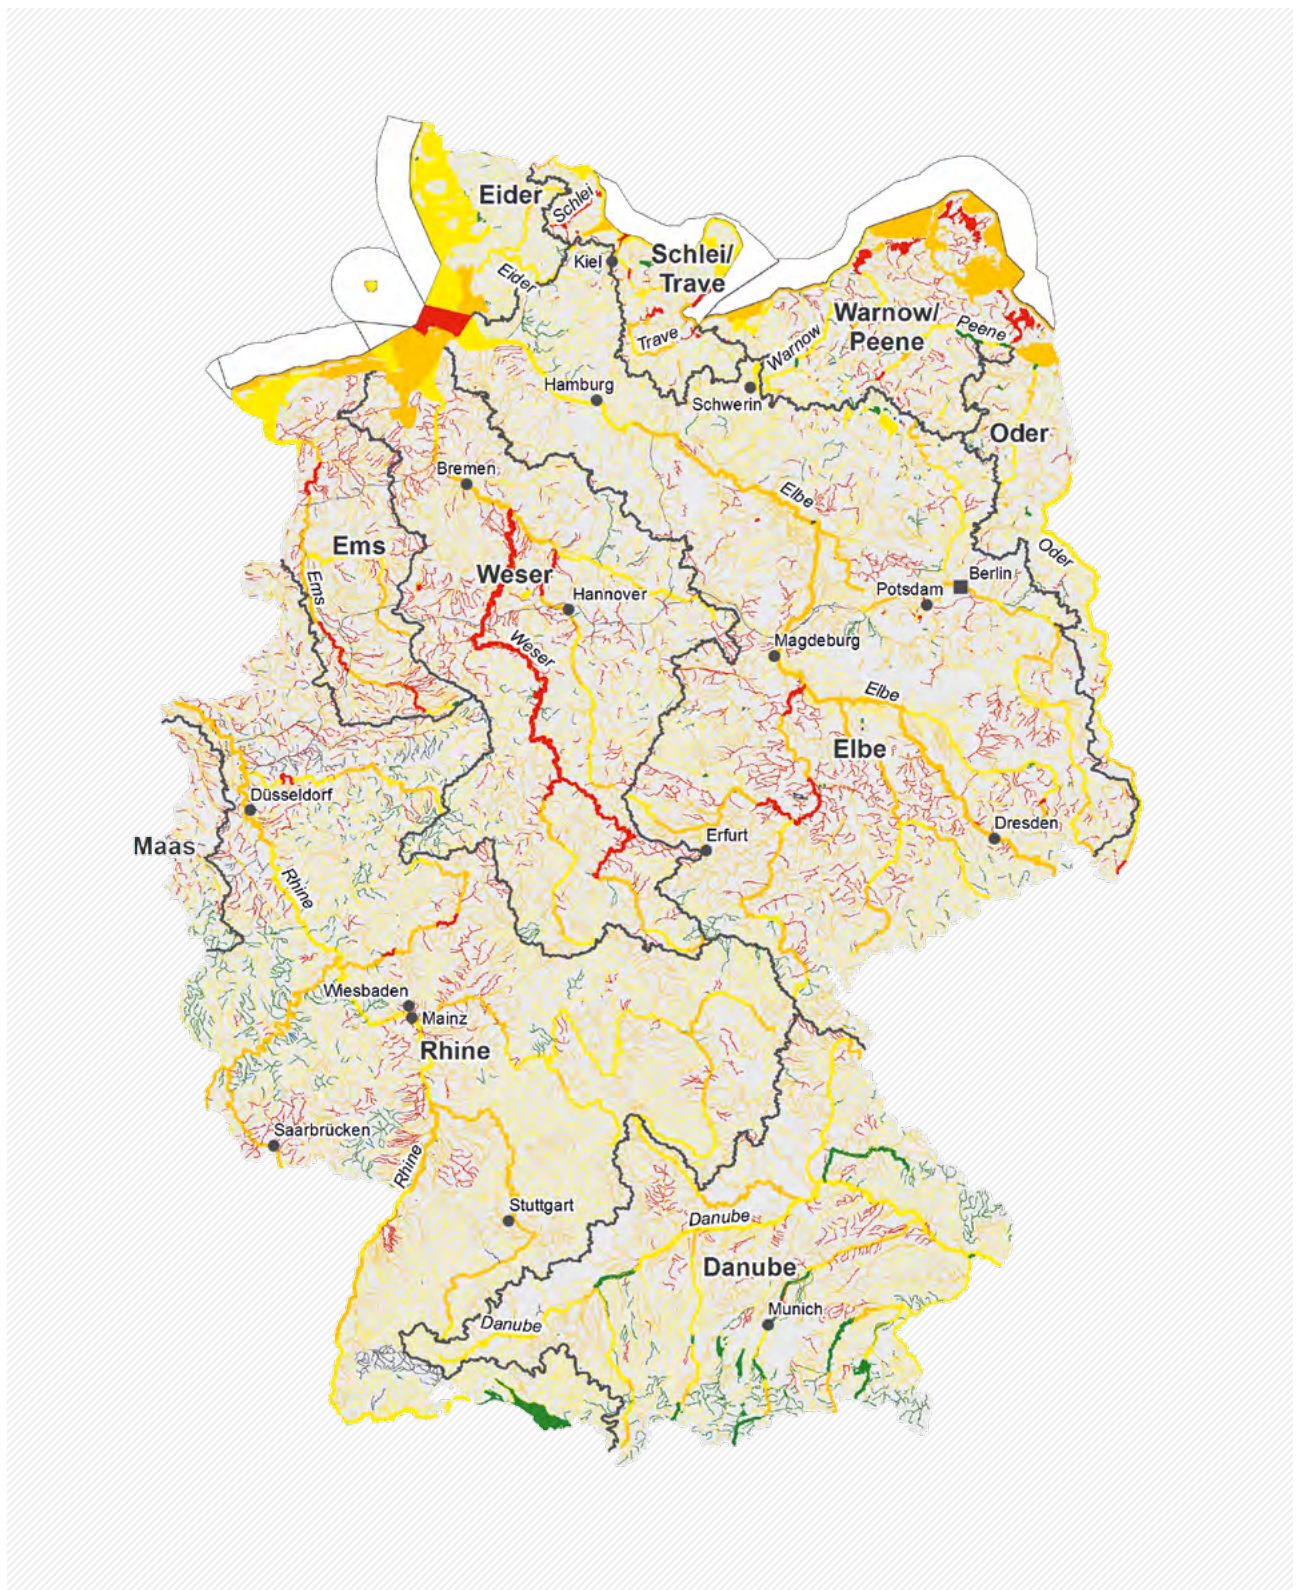 Eider
Schlei
Schlei/
Trave
Kiel
Eider
Warnow/
Peene
Peene
Trave
Warnow
Hamburg
Schwerin
Oder
Bremen
Elbe
Ems
Oder
Weser
Berlin
Ems
Hannover
Potsdam
Weser
Magdeburg
Elbe
Elbe
Düsseldorf
Dresden
Erfurt
Maas
Rhine
Wiesbaden
Mainz
Rhine
Saarbrücken
Rhine
Stuttgart
Danube
Danube
Munich
Danube